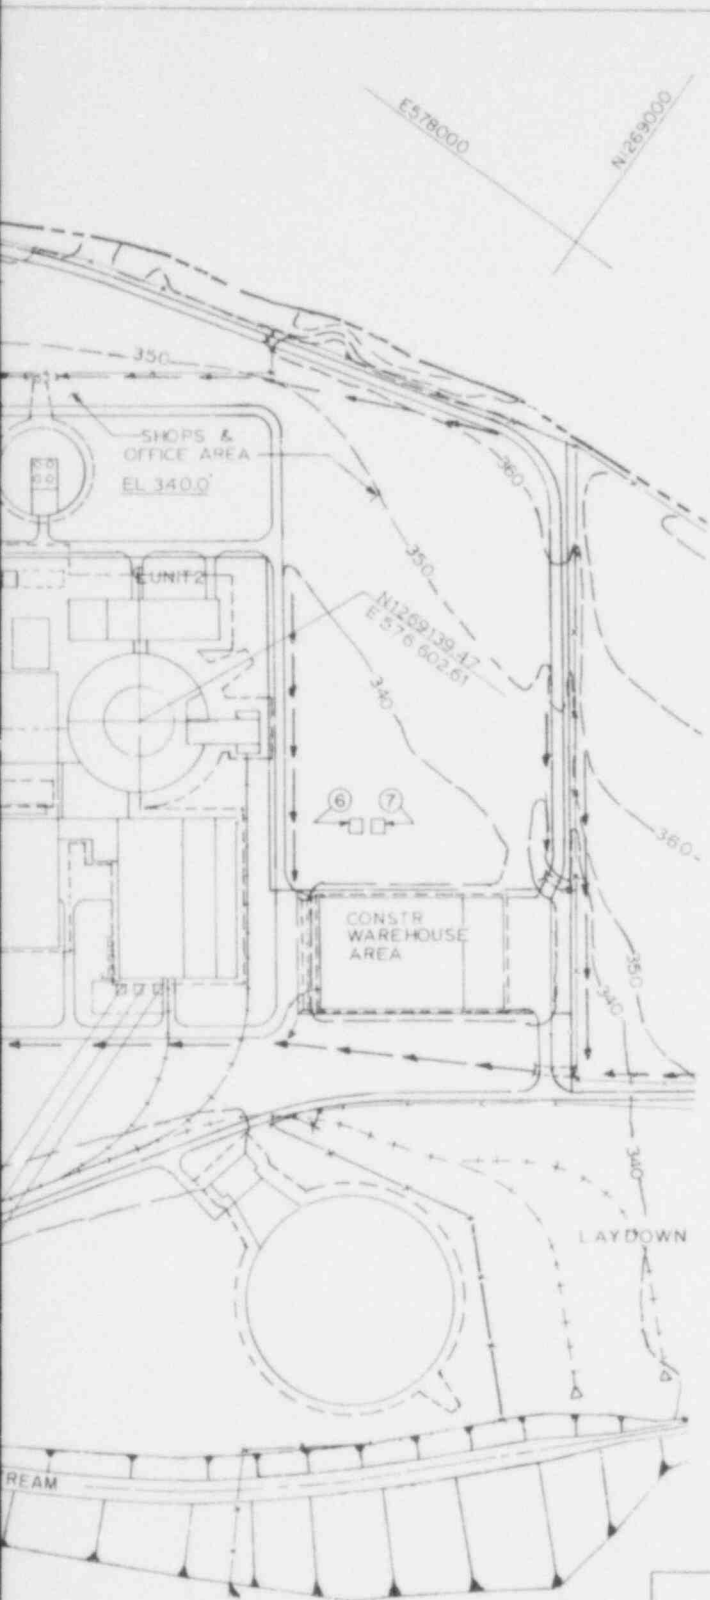 E578000
N1269000
350
SHOPS &
OFFICE AREA
EL 340.0'
360
350
℄ UNIT 2
N1269139.47
E 576 602.61
340
6
7
360
CONSTR
WAREHOUSE
AREA
350
340
340
LAYDOWN
REAM